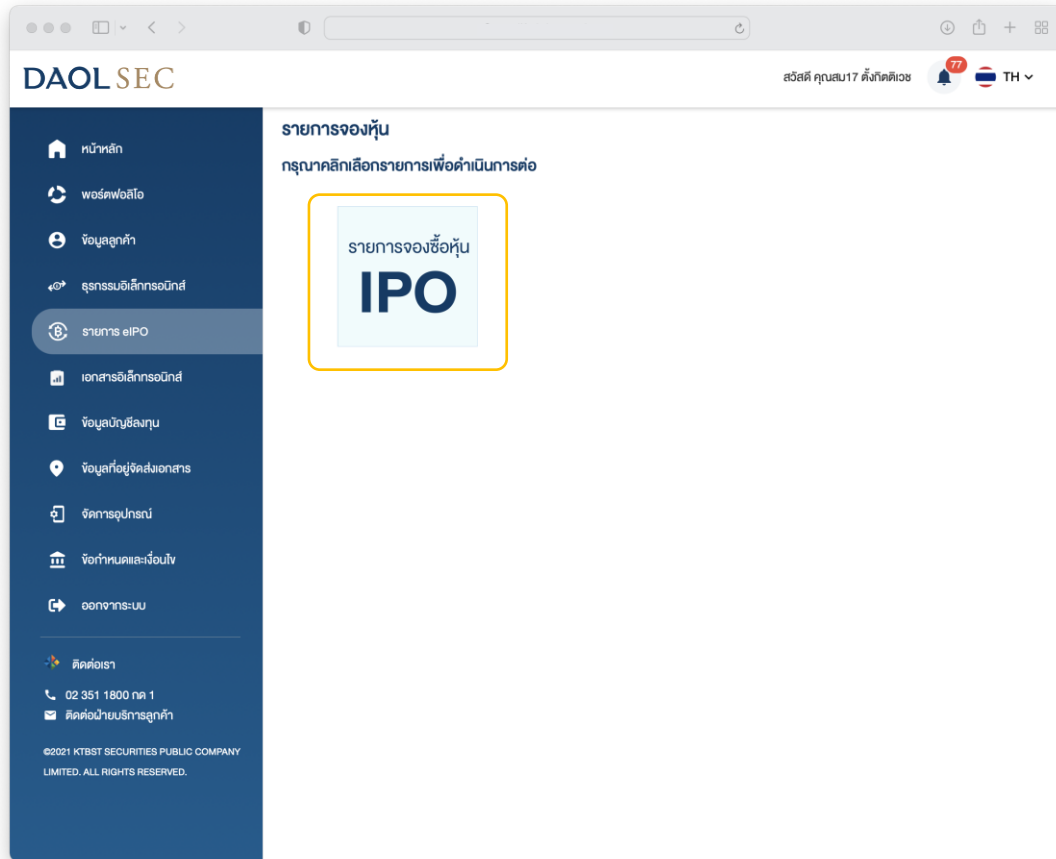 DAOL SEC
สวัสดี คุณสม17 ตั้งกิตติเวช
77
TH
หน้าหลัก
พอร์ตฟอลิโอ
ข้อมูลลูกค้า
ธุรกรรมอิเล็กทรอนิกส์
รายการ eIPO
เอกสารอิเล็กทรอนิกส์
ข้อมูลบัญชีลงทุน
ข้อมูลที่อยู่จัดส่งเอกสาร
จัดการอุปกรณ์
ข้อกำหนดและเงื่อนไข
ออกจากระบบ
ติดต่อเรา
02 351 1800 กด 1
ติดต่อฝ่ายบริการลูกค้า
©2021 KTBST SECURITIES PUBLIC COMPANY
LIMITED. ALL RIGHTS RESERVED.
รายการจองหุ้น
กรุณาคลิกเลือกรายการเพื่อดำเนินการต่อ
รายการจองซื้อหุ้น
IPO